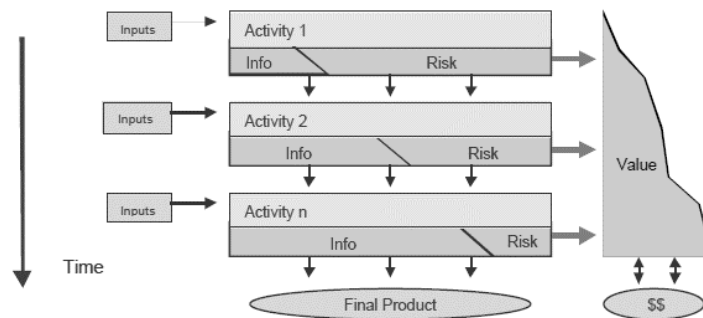 Inputs
Activity 1
Info Risk
Inputs
Activity 2
Info Risk
Value
Inputs
Activity n
Info Risk
Time
Final Product
$$